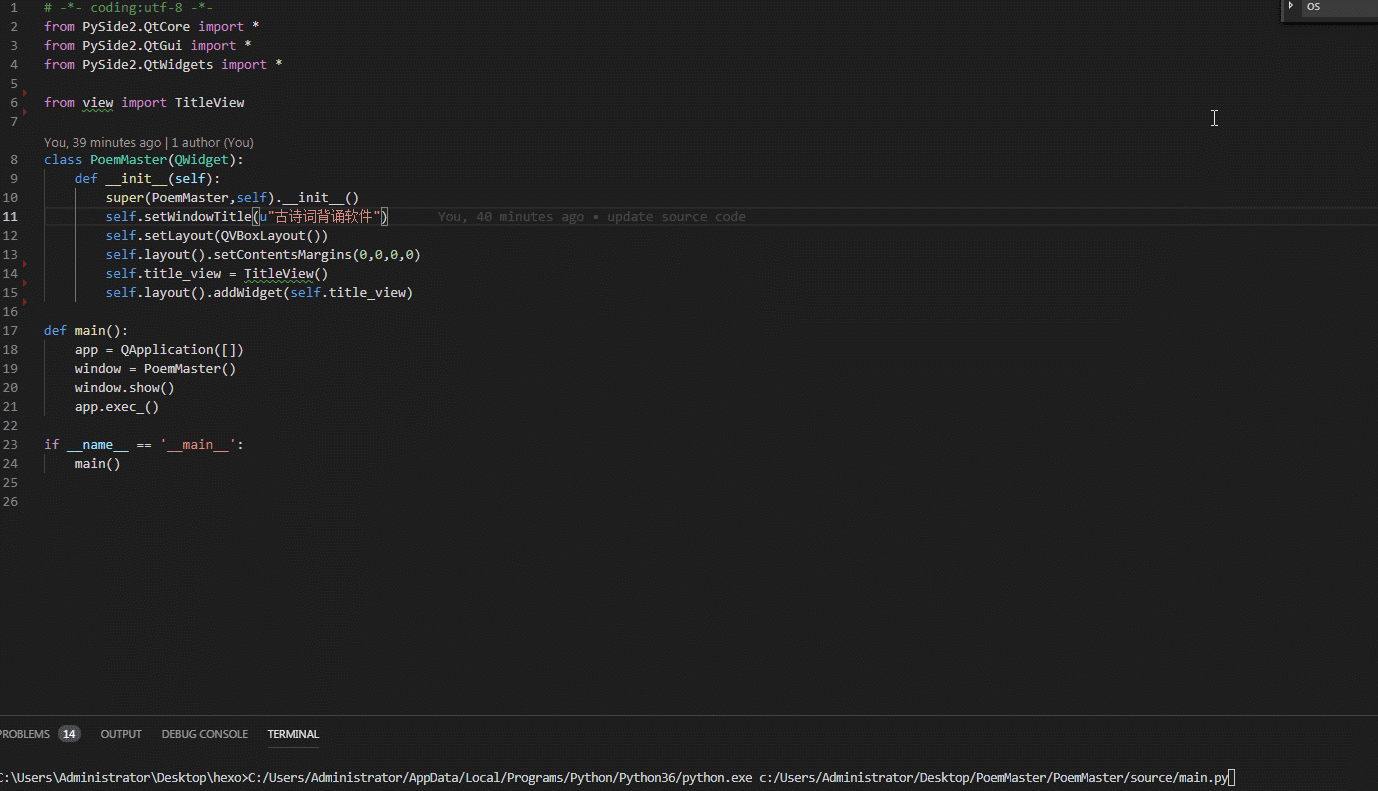 os
1 # -*- coding:utf-8 -*-
2 from PySide2.QtCore import *
3 from PySide2.QtGui import *
4 from PySide2.QtWidgets import *
5
6 from view import TitleView
7
You, 39 minutes ago | 1 author (You)
8 class PoemMaster(QWidget):
9 def __init__(self):
10 super(PoemMaster,self).__init__()
11 self.setWindowTitle(u"古诗词背诵软件") You, 40 minutes ago • update source code
12 self.setLayout(QVBoxLayout())
13 self.layout().setContentsMargins(0,0,0,0)
14 self.title_view = TitleView()
15 self.layout().addWidget(self.title_view)
16
17 def main():
18 app = QApplication([])
19 window = PoemMaster()
20 window.show()
21 app.exec_()
22
23 if __name__ == '__main__':
24 main()
25
26
PROBLEMS 14 OUTPUT DEBUG CONSOLE TERMINAL
C:\Users\Administrator\Desktop\hexo>C:/Users/Administrator/AppData/Local/Programs/Python/Python36/python.exe c:/Users/Administrator/Desktop/PoemMaster/PoemMaster/source/main.py